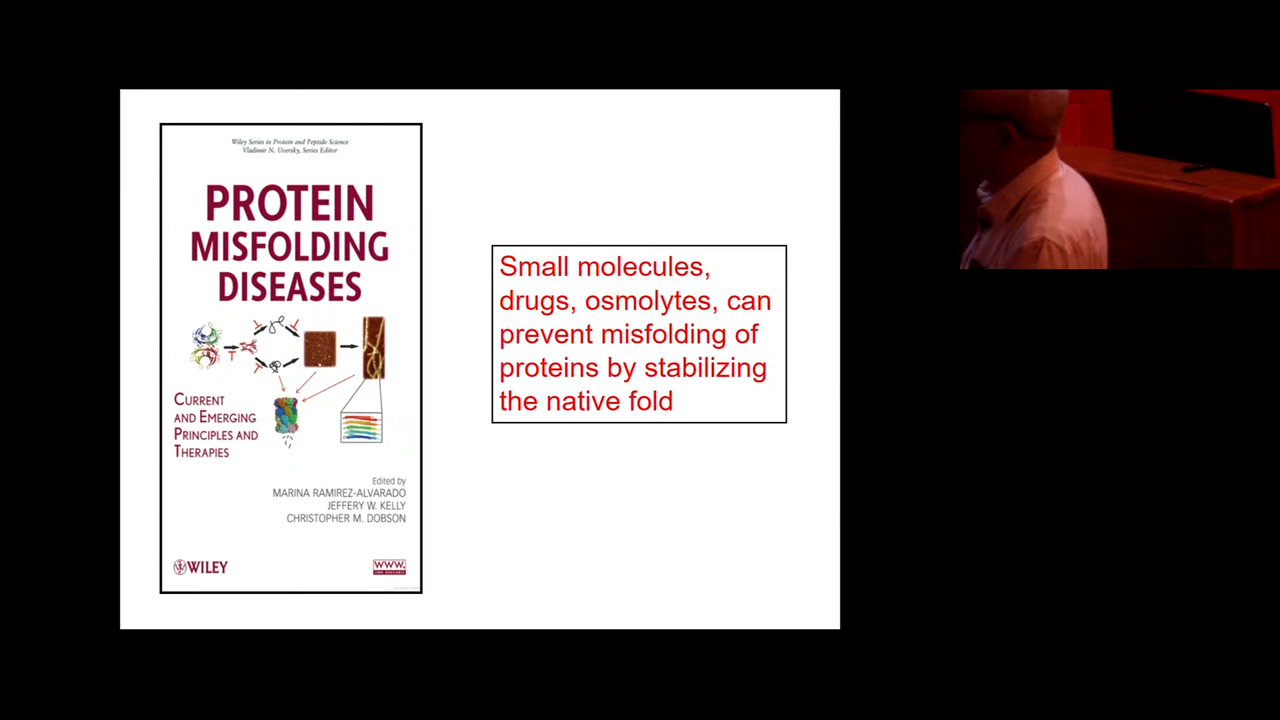 Wiley Series in Protein and Peptide Science
Vladimir N. Uversky, Series Editor
PROTEIN
MISFOLDING
DISEASES
CURRENT
AND EMERGING
PRINCIPLES AND
THERAPIES
Edited by
MARINA RAMIREZ-ALVARADO
JEFFERY W. KELLY
CHRISTOPHER M. DOBSON
WILEY
WWW.
Small molecules,
drugs, osmolytes, can
prevent misfolding of
proteins by stabilizing
the native fold